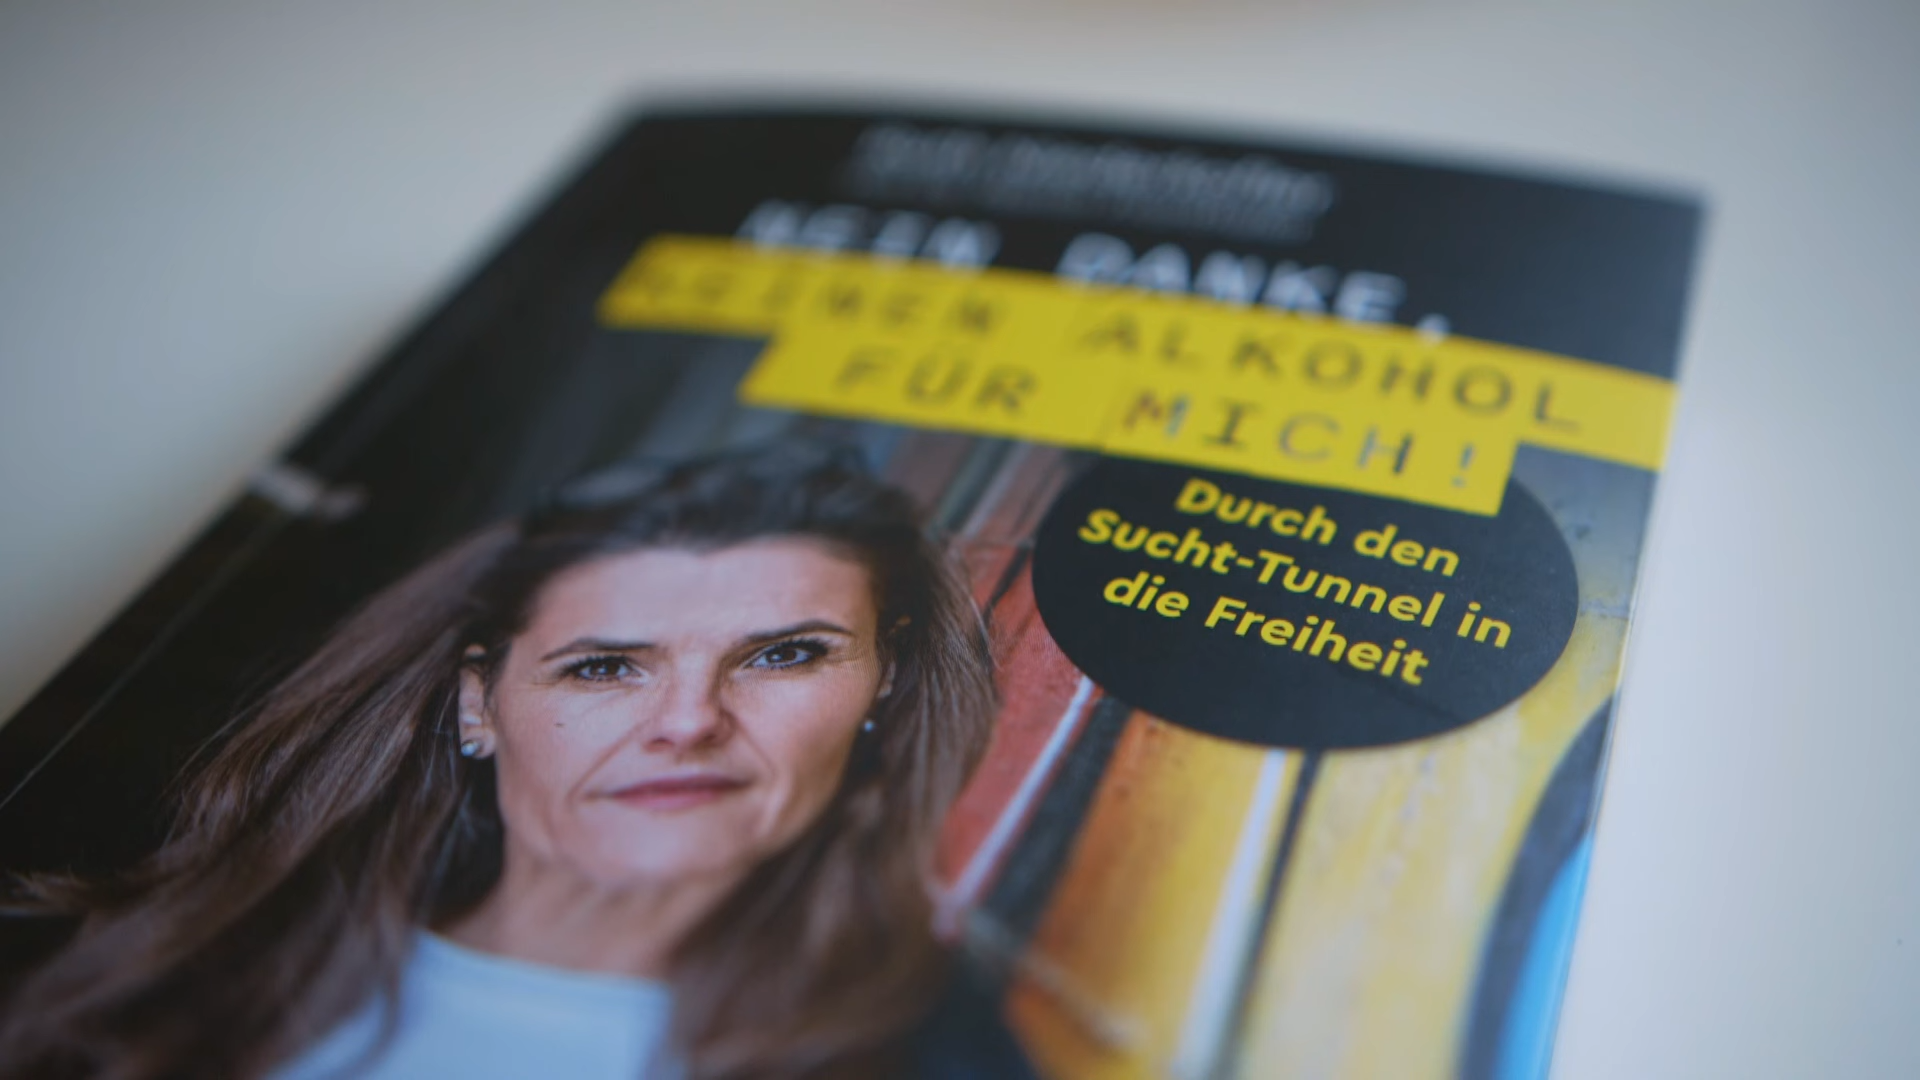 NEIN DANKE,
KEINEN ALKOHOL
FÜR MICH!
Durch den
Sucht-Tunnel in
die Freiheit